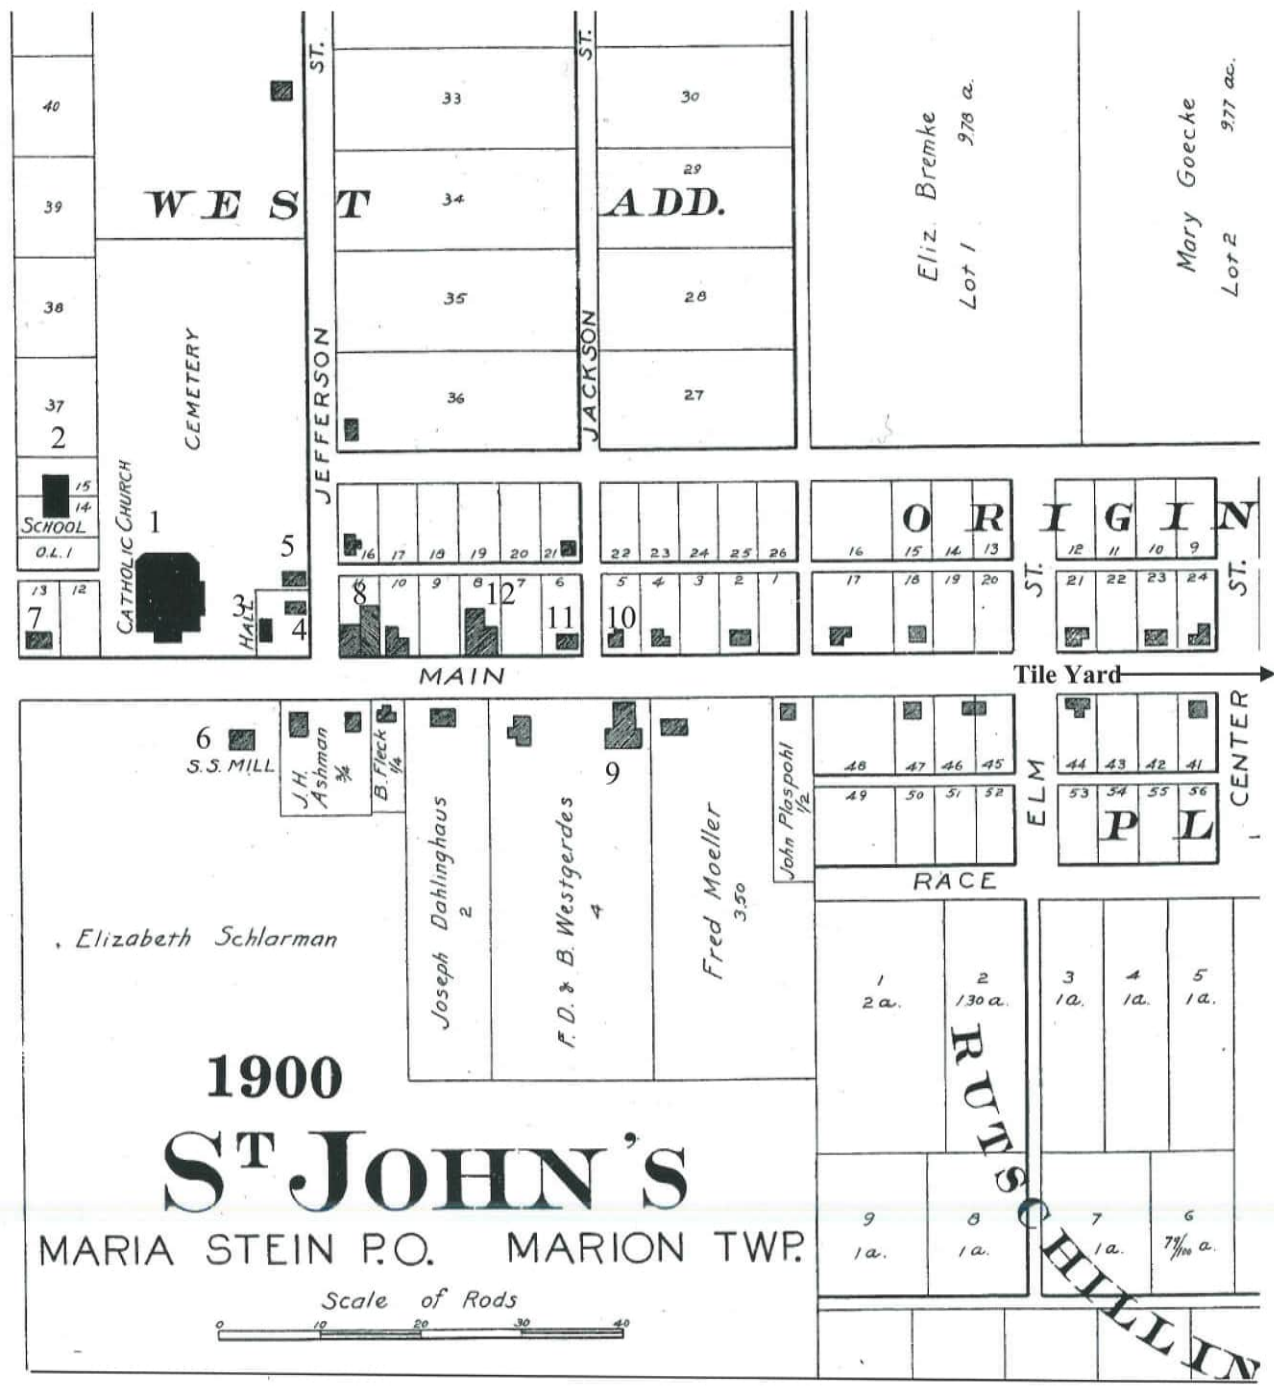 ST.
ST.
40
33
30
Eliz. Bremke
9.78 a.
Lot 1
Mary Goecke
9.77 ac.
Lot 2
29
WEST ADD.
39
34
38
35
28
CEMETERY
JEFFERSON
JACKSON
37
36
27
2
15
14
SCHOOL
O.L. 1
CATHOLIC CHURCH
1
5
16 17 18 19 20 21
22 23 24 25 26
16 15 14 13
12 11 10 9
ORIGIN
13 12
7
3
HALL
4
10 9 8 7 6
8 12 11
5 4 3 2 1
10
17 18 19 20
ST.
21 22 23 24
ST.
MAIN
Tile Yard
6
S.S. MILL
J.H. Ashman
3/4
B. Fleck
1/4
9
John Plaspohl
1/2
48 47 46 45
44 43 42 41
49 50 51 52
53 54 55 56
ELM
CENTER
PL
RACE
Joseph Dahlinghaus
2
F. D. & B. Westgerdes
4
Fred Moeller
3.50
. Elizabeth Schlarman
1
2 a.
2
1.30 a.
3
1 a.
4
1 a.
5
1 a.
RUTSCHILLIN
1900
ST JOHN'S
MARIA STEIN P.O. MARION TWP.
9
1 a.
8
1 a.
7
1 a.
6
79/100 a.
Scale of Rods
0 10 20 30 40